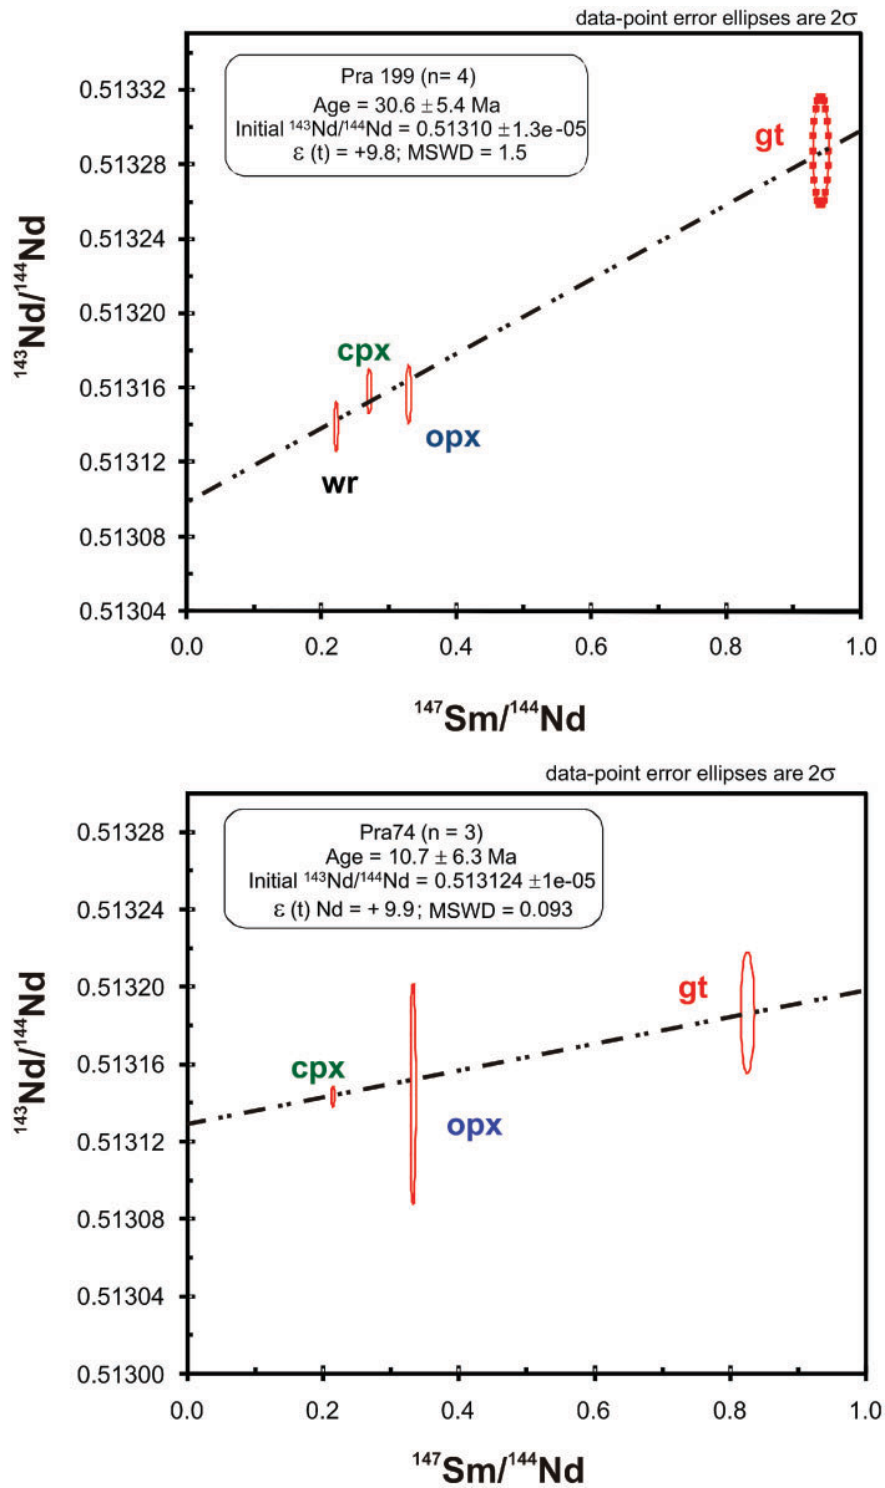 data-point error ellipses are 2σ
Pra 199 (n= 4)
Age = 30.6 ±5.4 Ma
Initial ¹⁴³Nd/¹⁴⁴Nd = 0.51310 ±1.3e-05
ε (t) = +9.8; MSWD = 1.5
gt
cpx
opx
wr
0.51332
0.51328
0.51324
0.51320
0.51316
0.51312
0.51308
0.51304
¹⁴³Nd/¹⁴⁴Nd
0.0 0.2 0.4 0.6 0.8 1.0
¹⁴⁷Sm/¹⁴⁴Nd
data-point error ellipses are 2σ
Pra74 (n = 3)
Age = 10.7 ± 6.3 Ma
Initial ¹⁴³Nd/¹⁴⁴Nd = 0.513124 ±1e-05
ε (t) Nd = + 9.9; MSWD = 0.093
gt
cpx
opx
0.51328
0.51324
0.51320
0.51316
0.51312
0.51308
0.51304
0.51300
¹⁴³Nd/¹⁴⁴Nd
0.0 0.2 0.4 0.6 0.8 1.0
¹⁴⁷Sm/¹⁴⁴Nd